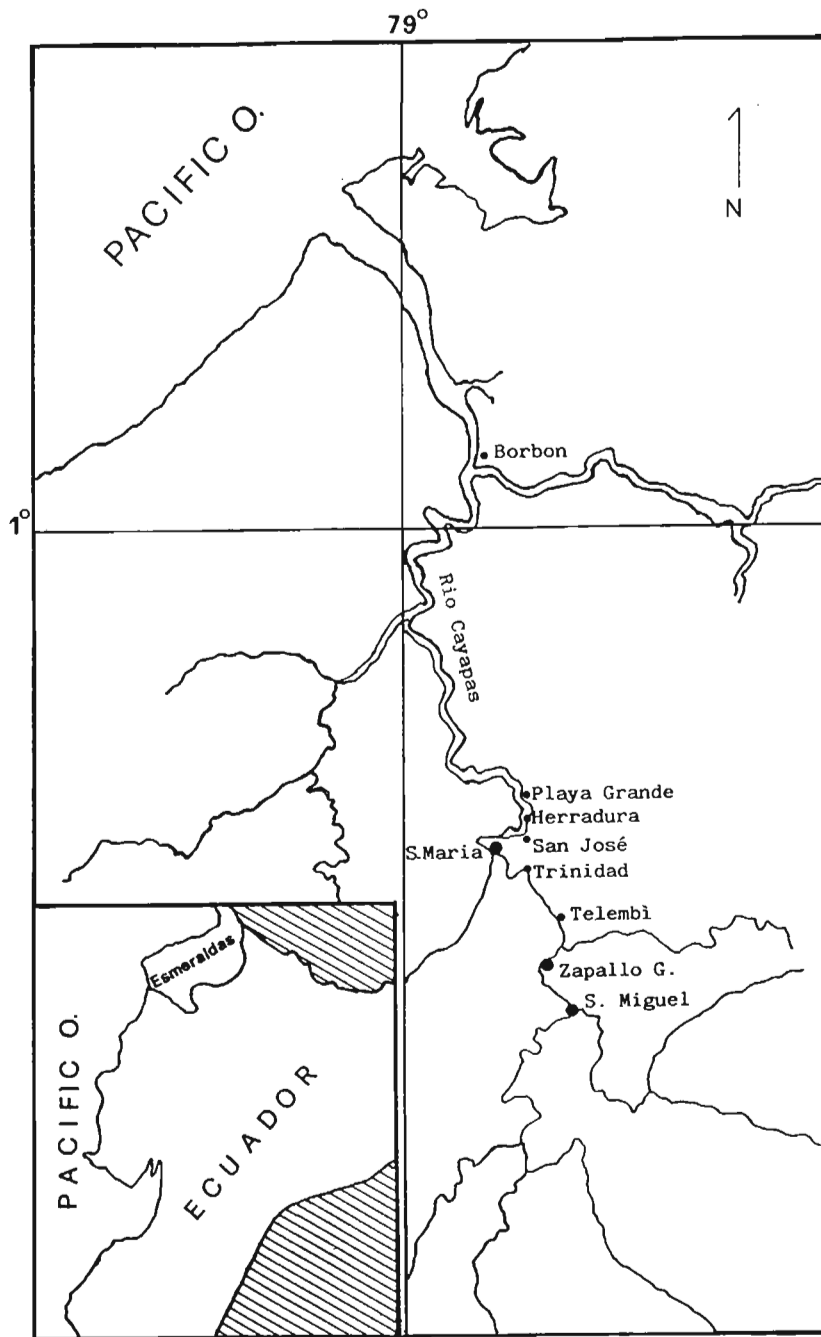 79°
PACIFIC O.
N
Borbon
1°
Rio Cayapas
Playa Grande
Herradura
San José
S.Maria
Trinidad
Telembì
Zapallo G.
S. Miguel
Esmeraldas
PACIFIC O.
ECUADOR